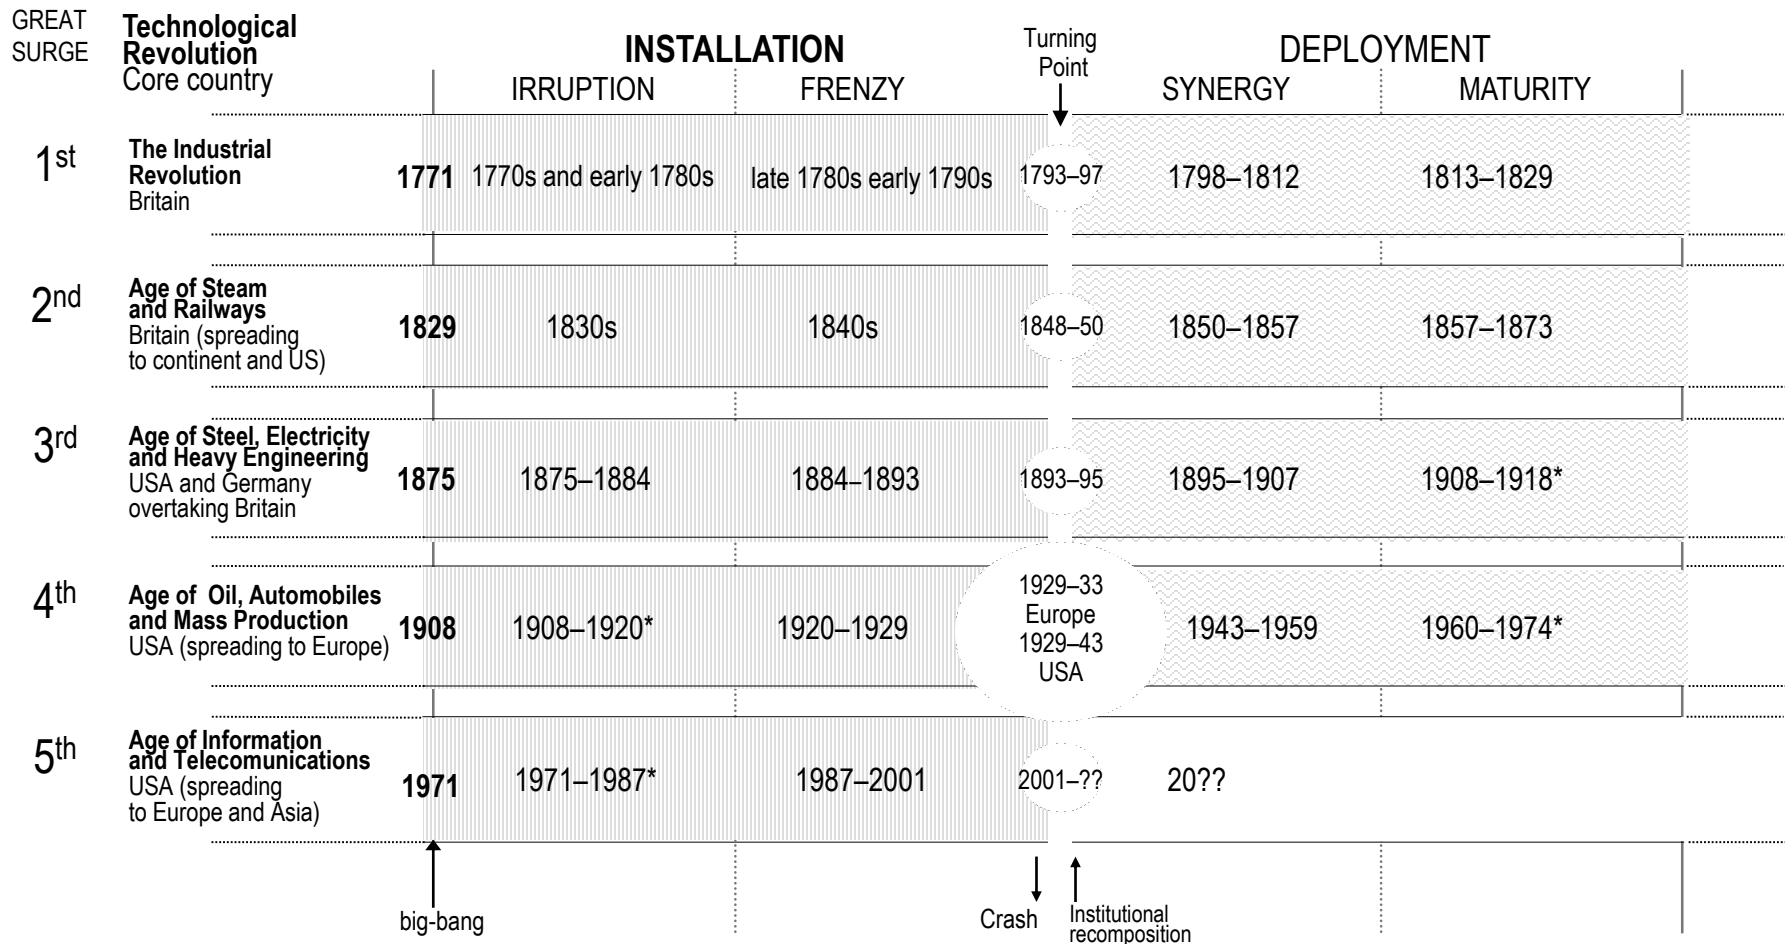 GREAT
SURGE
Technological
Revolution
Core country
INSTALLATION
Turning
Point
DEPLOYMENT
IRRUPTION
FRENZY
SYNERGY
MATURITY
1st
The Industrial
Revolution
Britain
1771
1770s and early 1780s
late 1780s early 1790s
1793–97
1798–1812
1813–1829
2nd
Age of Steam
and Railways
Britain (spreading
to continent and US)
1829
1830s
1840s
1848–50
1850–1857
1857–1873
3rd
Age of Steel, Electricity
and Heavy Engineering
USA and Germany
overtaking Britain
1875
1875–1884
1884–1893
1893–95
1895–1907
1908–1918*
4th
Age of Oil, Automobiles
and Mass Production
USA (spreading to Europe)
1908
1908–1920*
1920–1929
1929–33
Europe
1929–43
USA
1943–1959
1960–1974*
5th
Age of Information
and Telecomunications
USA (spreading
to Europe and Asia)
1971
1971–1987*
1987–2001
2001–??
20??
big-bang
Crash
Institutional
recomposition